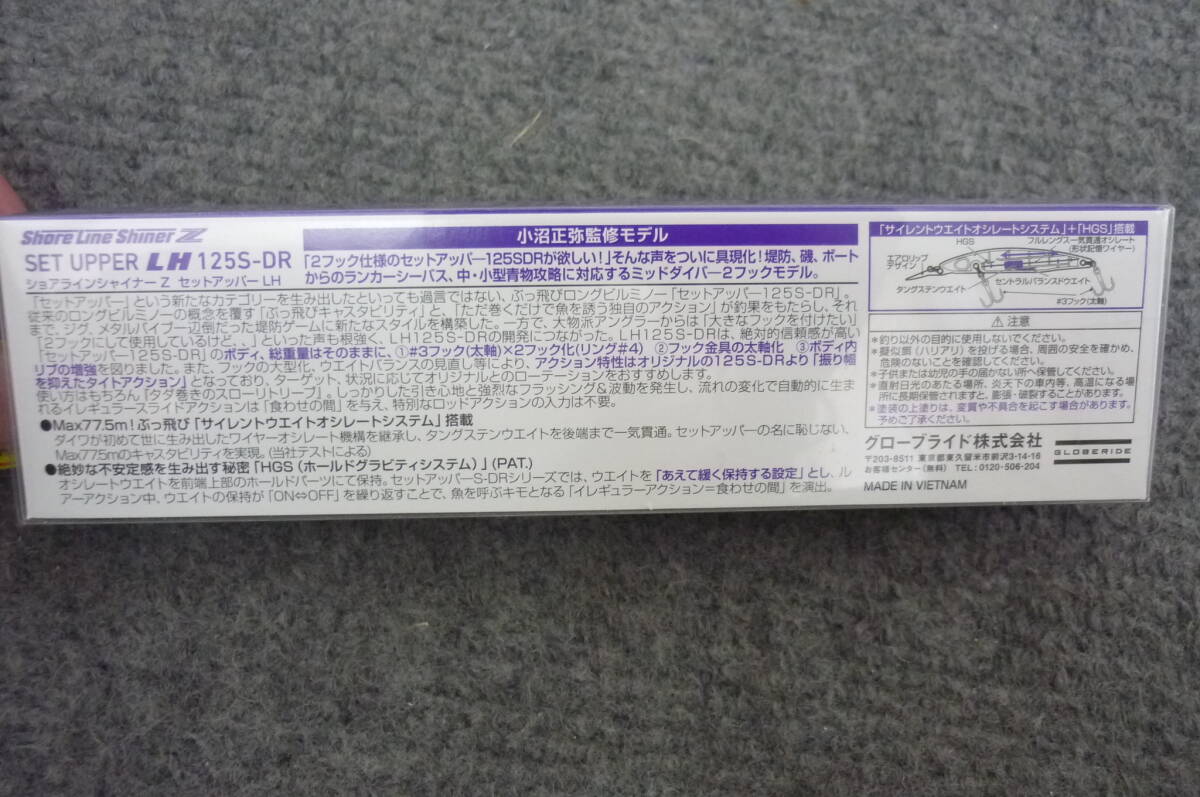 Shore Line Shiner Z
SET UPPER LH 125S-DR
ショアラインシャイナー Z セットアッパー LH
小沼正弥監修モデル
「2フック仕様のセットアッパー125SDRが欲しい！」そんな声をついに具現化！堤防、磯、ボート
からのランカーシーバス、中・小型青物攻略に対応するミッドダイバー2フックモデル。
「セットアッパー」という新たなカテゴリーを生み出したといっても過言ではない、ぶっ飛びロングビルミノー「セットアッパー125S-DR」。
従来のロングビルミノーの概念を覆す「ぶっ飛びキャスタビリティ」と、「ただ巻くだけで魚を誘う独自のアクション」が釣果をもたらし、それ
まで、ジグ、メタルバイブ一辺倒だった堤防ゲームに新たなスタイルを構築した。一方で、大物派アングラーからは「大きなフックを付けたい」
「2フックにして使用しているけど、、」といった声も根強く、LH125S-DRの開発につながった。LH125S-DRは、絶対的信頼感が高い
「セットアッパー125S-DR」のボディ、総重量はそのままに、①#3フック(太軸)×2フック化(リング#4) ②フック金具の太軸化 ③ボディ内
リブの増強を図りました。また、フックの大型化、ウエイトバランスの見直し等により、アクション特性はオリジナルの125S-DRより「振り幅
を抑えたタイトアクション」となっており、ターゲット、状況に応じてオリジナルとのローテーションをおすすめします。
使い方はもちろん「タダ巻きのスローリトリーブ」。しっかりした引き心地と強烈なフラッシング&波動を発生し、流れの変化で自動的に生ま
れるイレギュラースライドアクションは「食わせの間」を与え、特別なロッドアクションの入力は不要。
●Max77.5m！ぶっ飛び「サイレントウエイトオシレートシステム」搭載
ダイワが初めて世に生み出したワイヤーオシレート機構を継承し、タングステンウエイトを後端まで一気貫通。セットアッパーの名に恥じない、
Max77.5mのキャスタビリティを実現。(当社テストによる)
●絶妙な不安定感を生み出す秘密「HGS(ホールドグラビティシステム)」(PAT.)
オシレートウエイトを前端上部のホールドパーツにて保持。セットアッパーS-DRシリーズでは、ウエイトを「あえて緩く保持する設定」とし、ル
アーアクション中、ウエイトの保持が「ON⇔OFF」を繰り返すことで、魚を呼ぶキモとなる「イレギュラーアクション＝食わせの間」を演出。
「サイレントウエイトオシレートシステム」+「HGS」搭載
HGS
フルレングス一気貫通オシレート
(形状記憶ワイヤー)
エアロリップ
デザイン
タングステンウエイト
セントラルバランスウエイト
#3フック(太軸)
⚠ 注意
＊釣り以外の目的に使用しないでください。
＊擬似餌(ハリアリ)を投げる場合、周囲の安全を確かめ、
危険のないことを確認してください。
＊子供または幼児の手の届かない所へ保管してください。
＊直射日光のあたる場所、炎天下の車内等、高温になる場
所に長期保管されますと、膨張・破裂することがあります。
＊塗装の上塗りは、変質や不具合を起こす場合があります。
予めご了承ください。
グローブライド株式会社
〒203-8511 東京都東久留米市前沢3-14-16
お客様センター(無料) TEL：0120-506-204
GLOBERIDE
MADE IN VIETNAM